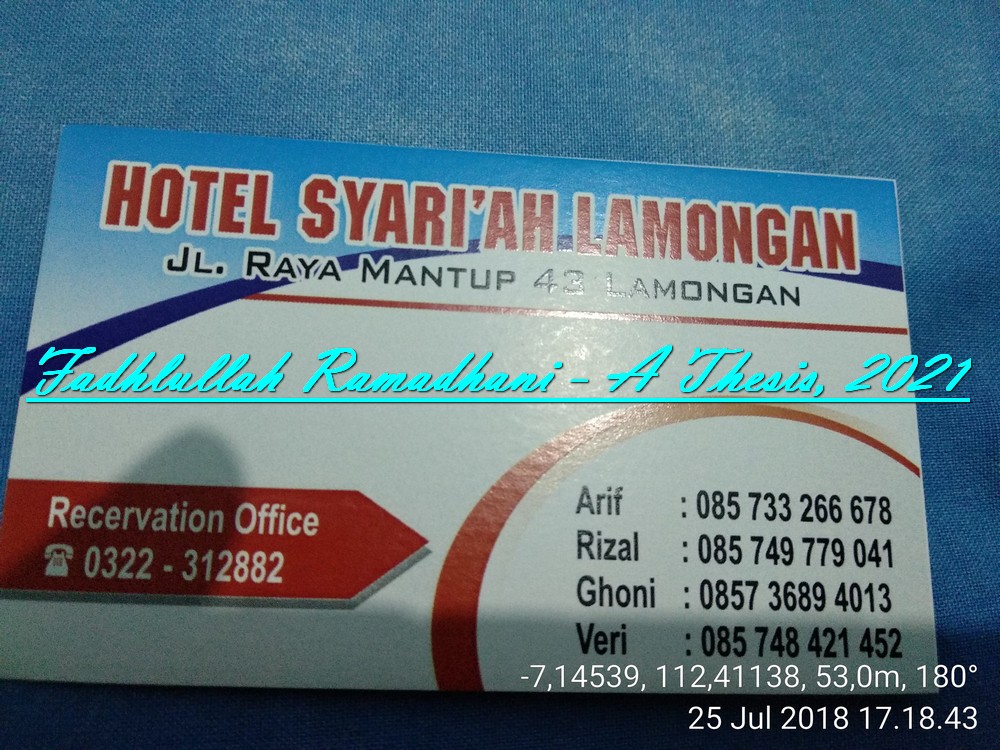 HOTEL SYARI'AH LAMONGAN
JL. RAYA MANTUP 43 LAMONGAN
Fadhlullah Ramadhani - A Thesis, 2021
Recervation Office
☎ 0322 - 312882
Arif : 085 733 266 678
Rizal : 085 749 779 041
Ghoni : 0857 3689 4013
Veri : 085 748 421 452
-7,14539, 112,41138, 53,0m, 180°
25 Jul 2018 17.18.43